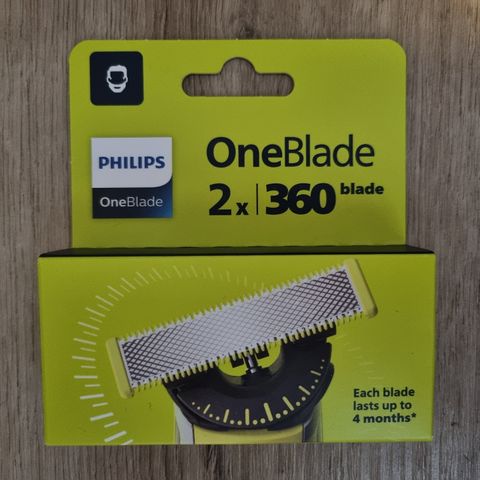 PHILIPS
OneBlade
OneBlade
2x | 360 blade
Each blade
lasts up to
4 months*